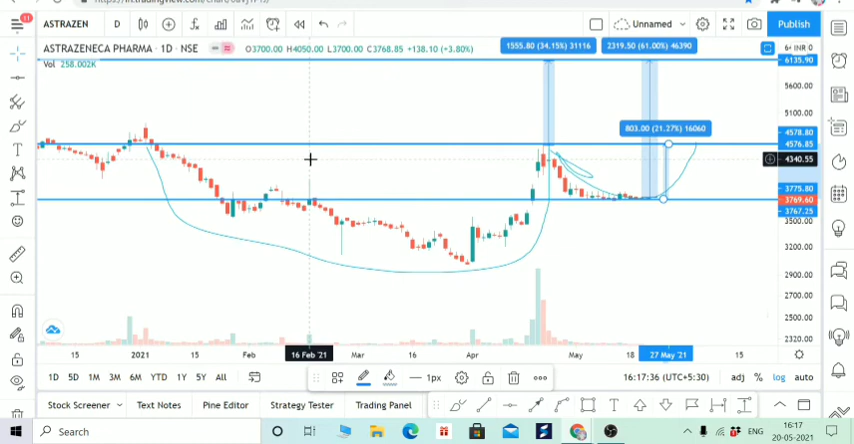 11
ASTRAZEN D Unnamed Publish
ASTRAZENECA PHARMA · 1D · NSE O3700.00 H4050.00 L3700.00 C3768.85 +138.10 (+3.80%)
Vol 258.002K
1555.80 (34.15%) 31116 2319.50 (61.00%) 46390
INR
6135.90
5600.00
5100.00
803.00 (21.27%) 16060
4578.80
4576.85
4340.55
3775.80
3769.60
3767.25
3500.00
3200.00
2900.00
2700.00
2500.00
2320.00
15 2021 15 Feb 16 Feb '21 Mar 16 Apr May 18 27 May '21 15
1D 5D 1M 3M 6M YTD 1Y 5Y All 1px 16:17:36 (UTC+5:30) adj % log auto
Stock Screener Text Notes Pine Editor Strategy Tester Trading Panel
Search
16:17
20-05-2021